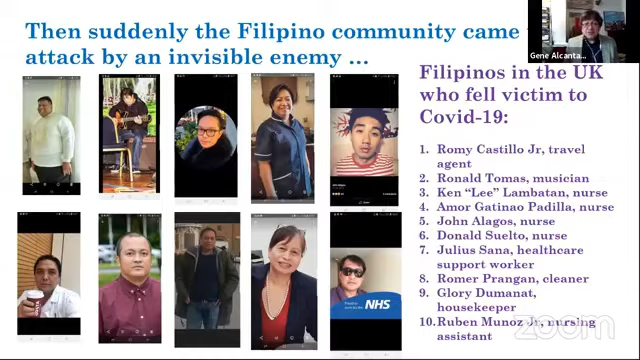 Then suddenly the Filipino community came
attack by an invisible enemy …
Gene Alcanta...
Filipinos in the UK
who fell victim to
Covid-19:
1. Romy Castillo Jr, travel
agent
2. Ronald Tomas, musician
3. Ken “Lee” Lambatan, nurse
4. Amor Gatinao Padilla, nurse
5. John Alagos, nurse
6. Donald Suelto, nurse
7. Julius Sana, healthcare
support worker
8. Romer Prangan, cleaner
9. Glory Dumanat,
housekeeper
10. Ruben Munoz Jr, nursing
assistant
NHS
zoom